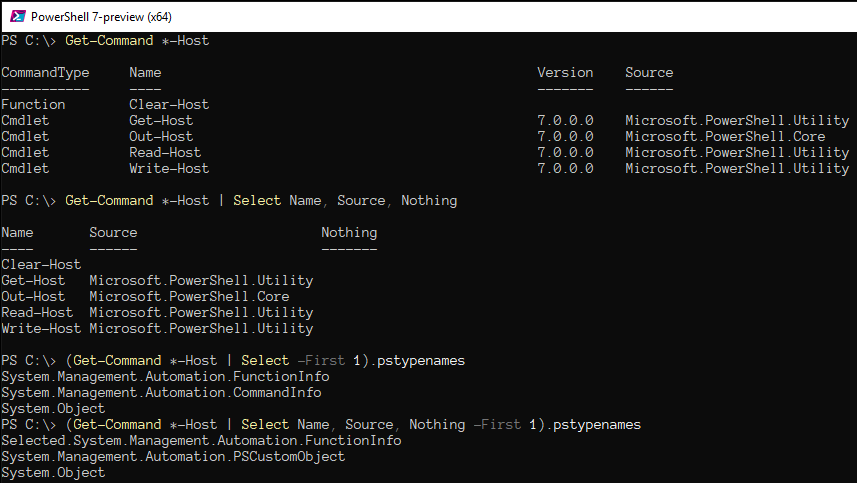 PowerShell 7-preview (x64)
PS C:\> Get-Command *-Host
CommandType     Name                                               Version    Source
-----------     ----                                               -------    ------
Function        Clear-Host
Cmdlet          Get-Host                                           7.0.0.0    Microsoft.PowerShell.Utility
Cmdlet          Out-Host                                           7.0.0.0    Microsoft.PowerShell.Core
Cmdlet          Read-Host                                          7.0.0.0    Microsoft.PowerShell.Utility
Cmdlet          Write-Host                                         7.0.0.0    Microsoft.PowerShell.Utility
PS C:\> Get-Command *-Host | Select Name, Source, Nothing
Name       Source                       Nothing
----       ------                       -------
Clear-Host
Get-Host   Microsoft.PowerShell.Utility
Out-Host   Microsoft.PowerShell.Core
Read-Host  Microsoft.PowerShell.Utility
Write-Host Microsoft.PowerShell.Utility
PS C:\> (Get-Command *-Host | Select -First 1).pstypenames
System.Management.Automation.FunctionInfo
System.Management.Automation.CommandInfo
System.Object
PS C:\> (Get-Command *-Host | Select Name, Source, Nothing -First 1).pstypenames
Selected.System.Management.Automation.FunctionInfo
System.Management.Automation.PSCustomObject
System.Object